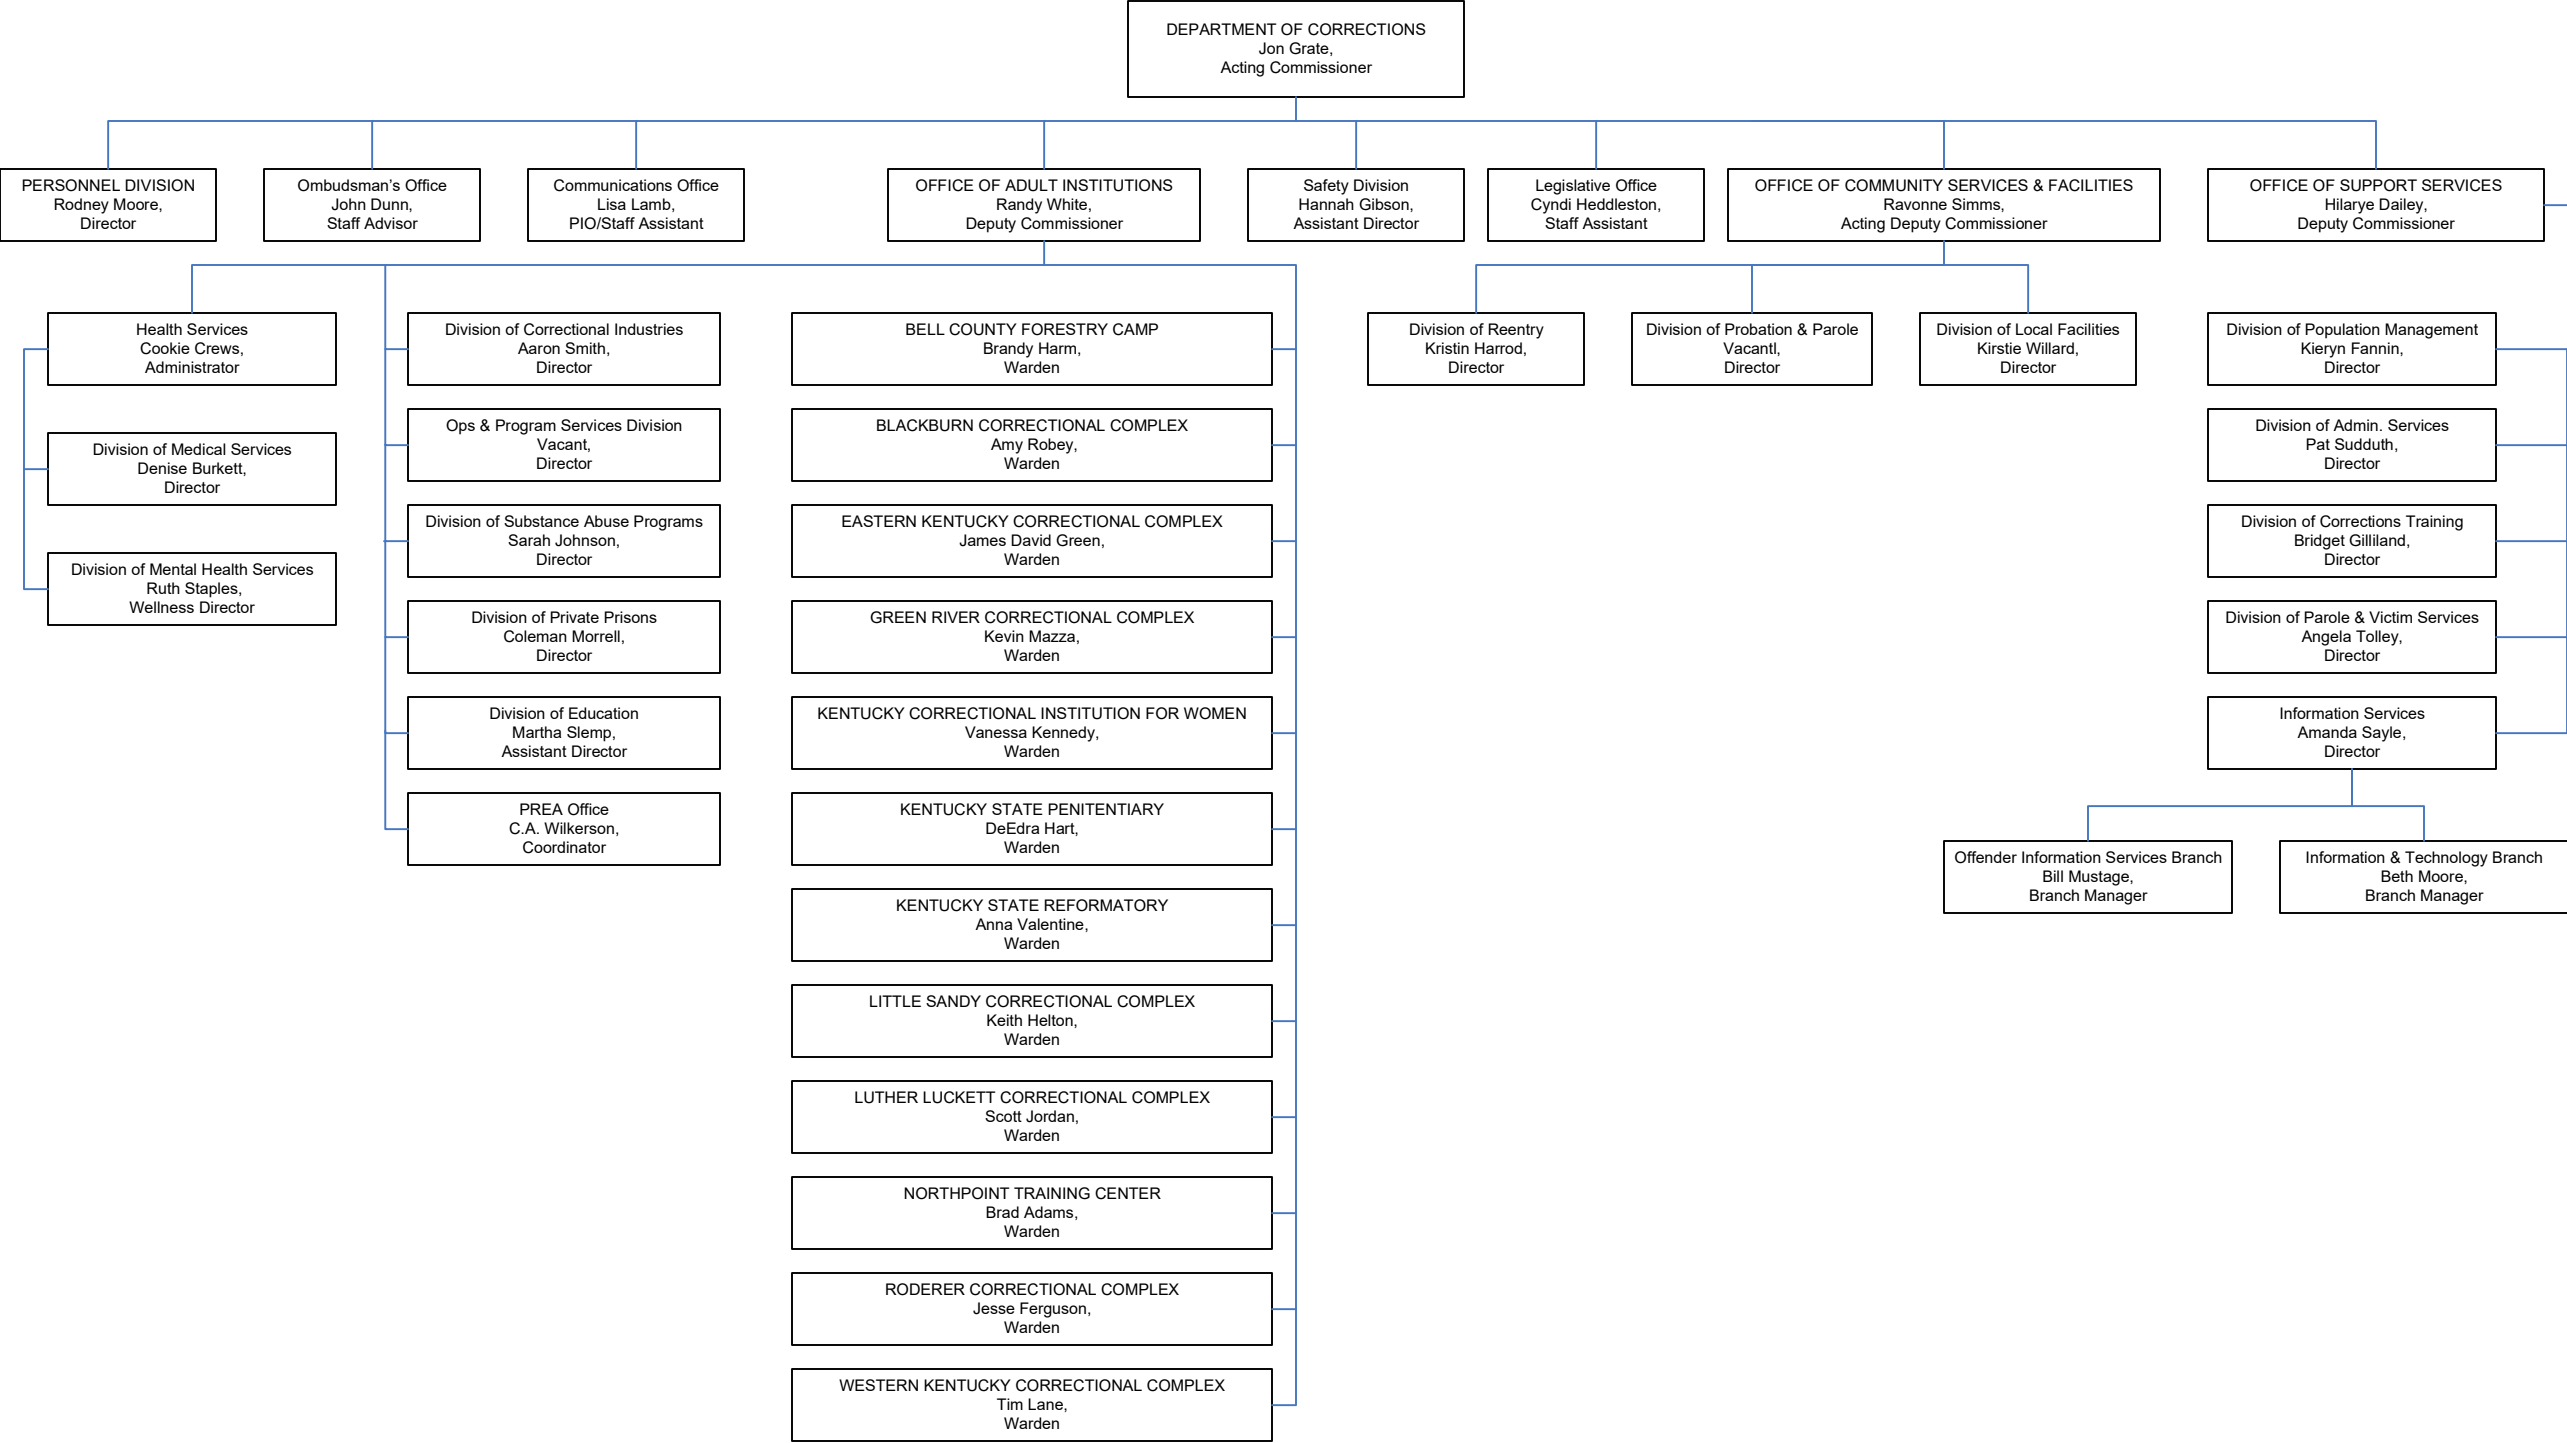 DEPARTMENT OF CORRECTIONS
Jon Grate,
Acting Commissioner
PERSONNEL DIVISION
Rodney Moore,
Director
Ombudsman’s Office
John Dunn,
Staff Advisor
Communications Office
Lisa Lamb,
PIO/Staff Assistant
OFFICE OF ADULT INSTITUTIONS
Randy White,
Deputy Commissioner
Safety Division
Hannah Gibson,
Assistant Director
Legislative Office
Cyndi Heddleston,
Staff Assistant
OFFICE OF COMMUNITY SERVICES & FACILITIES
Ravonne Simms,
Acting Deputy Commissioner
OFFICE OF SUPPORT SERVICES
Hilarye Dailey,
Deputy Commissioner
Health Services
Cookie Crews,
Administrator
Division of Medical Services
Denise Burkett,
Director
Division of Mental Health Services
Ruth Staples,
Wellness Director
Division of Correctional Industries
Aaron Smith,
Director
Ops & Program Services Division
Vacant,
Director
Division of Substance Abuse Programs
Sarah Johnson,
Director
Division of Private Prisons
Coleman Morrell,
Director
Division of Education
Martha Slemp,
Assistant Director
PREA Office
C.A. Wilkerson,
Coordinator
BELL COUNTY FORESTRY CAMP
Brandy Harm,
Warden
BLACKBURN CORRECTIONAL COMPLEX
Amy Robey,
Warden
EASTERN KENTUCKY CORRECTIONAL COMPLEX
James David Green,
Warden
GREEN RIVER CORRECTIONAL COMPLEX
Kevin Mazza,
Warden
KENTUCKY CORRECTIONAL INSTITUTION FOR WOMEN
Vanessa Kennedy,
Warden
KENTUCKY STATE PENITENTIARY
DeEdra Hart,
Warden
KENTUCKY STATE REFORMATORY
Anna Valentine,
Warden
LITTLE SANDY CORRECTIONAL COMPLEX
Keith Helton,
Warden
LUTHER LUCKETT CORRECTIONAL COMPLEX
Scott Jordan,
Warden
NORTHPOINT TRAINING CENTER
Brad Adams,
Warden
RODERER CORRECTIONAL COMPLEX
Jesse Ferguson,
Warden
WESTERN KENTUCKY CORRECTIONAL COMPLEX
Tim Lane,
Warden
Division of Reentry
Kristin Harrod,
Director
Division of Probation & Parole
Vacantl,
Director
Division of Local Facilities
Kirstie Willard,
Director
Division of Population Management
Kieryn Fannin,
Director
Division of Admin. Services
Pat Sudduth,
Director
Division of Corrections Training
Bridget Gilliland,
Director
Division of Parole & Victim Services
Angela Tolley,
Director
Information Services
Amanda Sayle,
Director
Offender Information Services Branch
Bill Mustage,
Branch Manager
Information & Technology Branch
Beth Moore,
Branch Manager